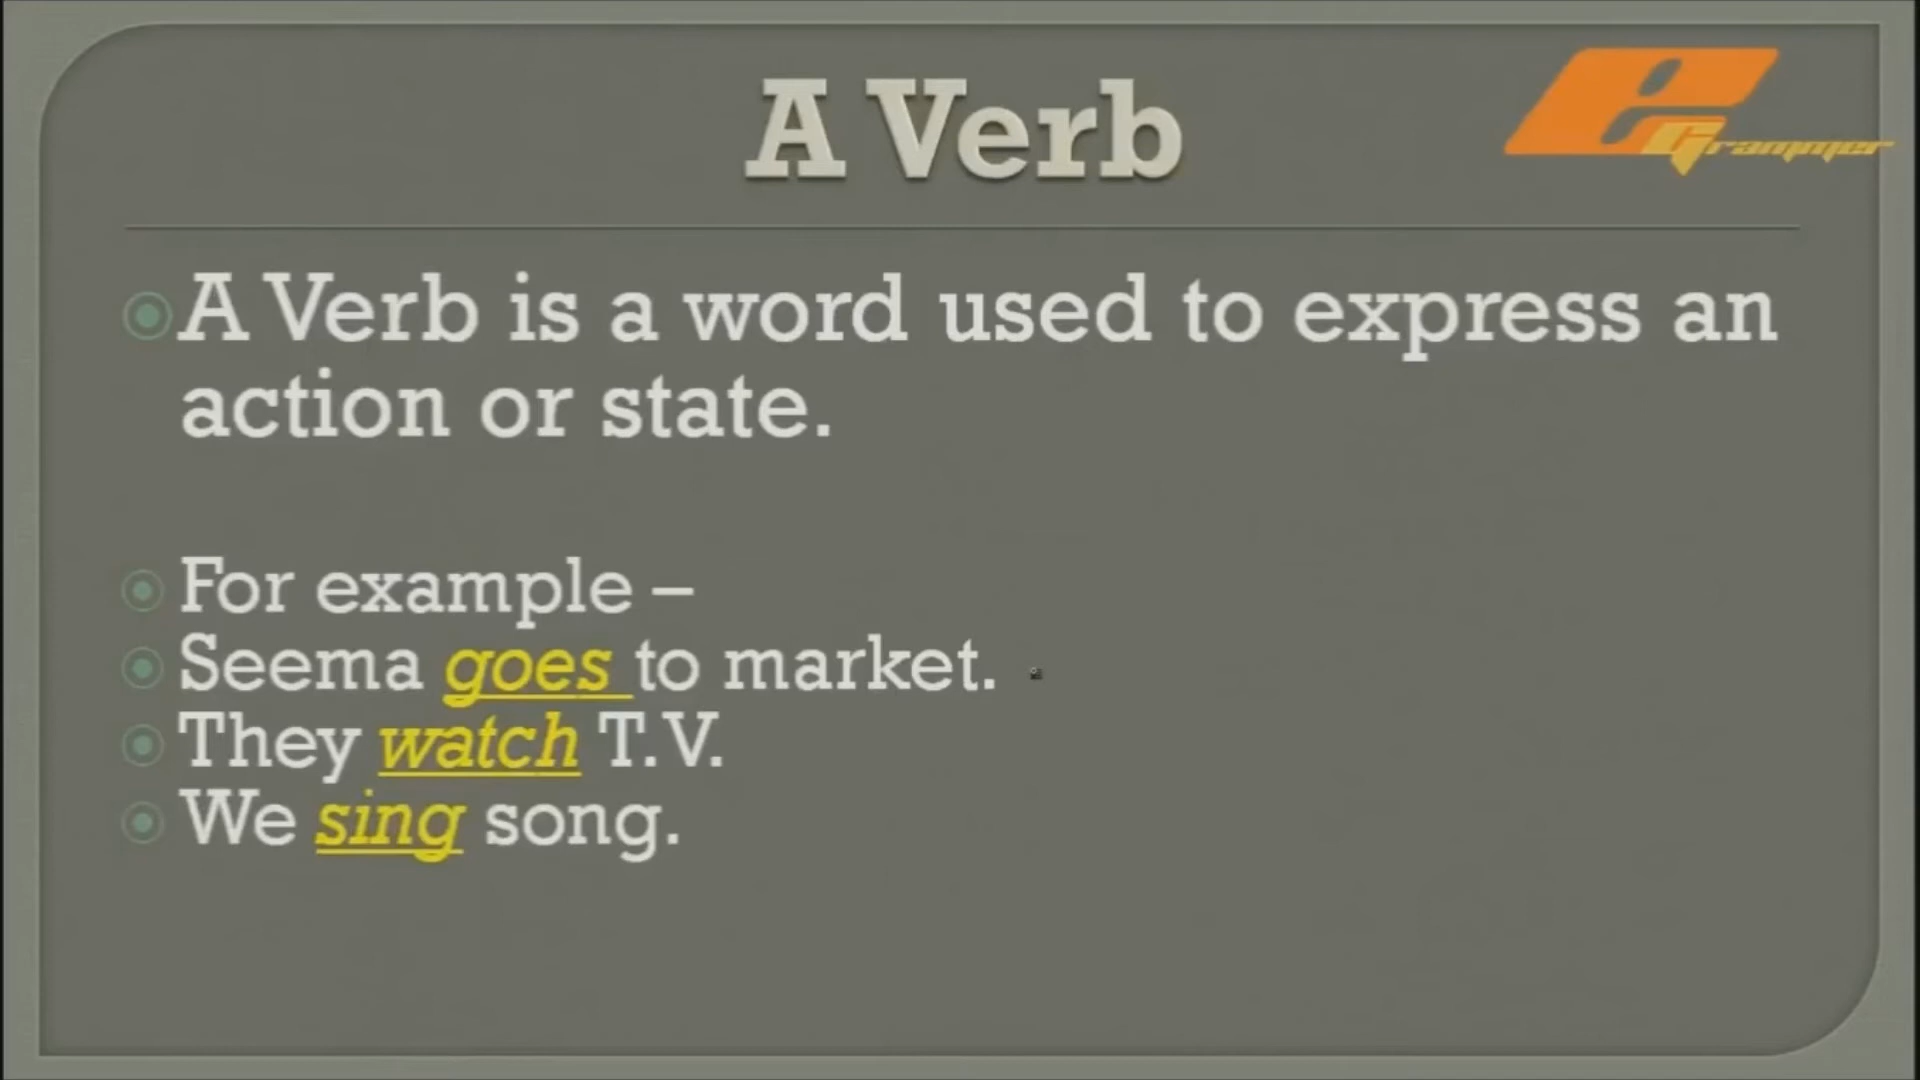 A Verb
e Grammer
A Verb is a word used to express an
action or state.
For example –
Seema goes to market.
They watch T.V.
We sing song.